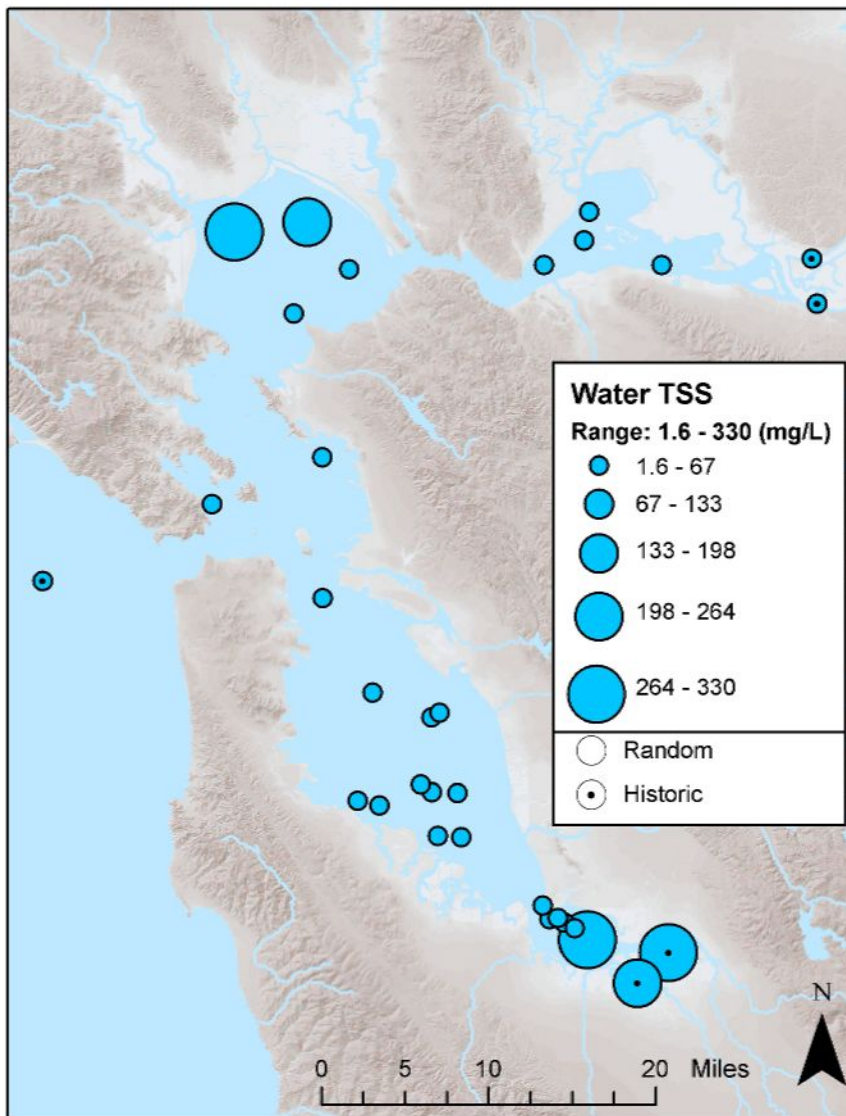 Water TSS
Range: 1.6 - 330 (mg/L)
1.6 - 67
67 - 133
133 - 198
198 - 264
264 - 330
Random
Historic
N
0 5 10 20 Miles